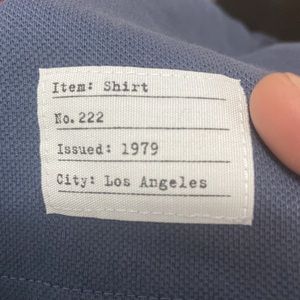 Item: Shirt
No.222
Issued: 1979
City: Los Angeles